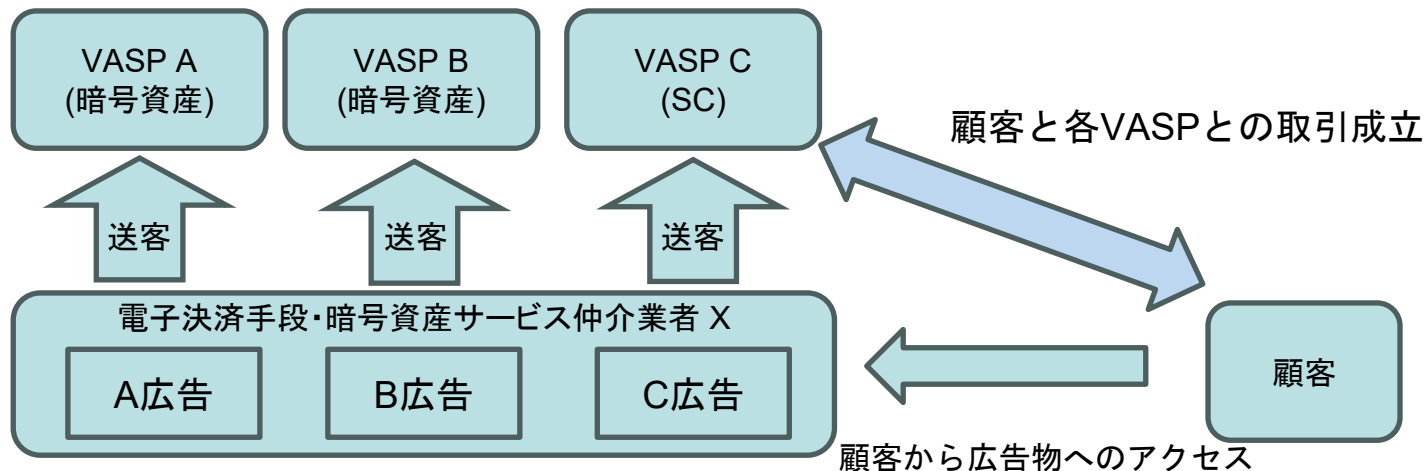 VASP A
(暗号資産)
VASP B
(暗号資産)
VASP C
(SC)
顧客と各VASPとの取引成立
送客
送客
送客
電子決済手段・暗号資産サービス仲介業者 X
A広告
B広告
C広告
顧客
顧客から広告物へのアクセス